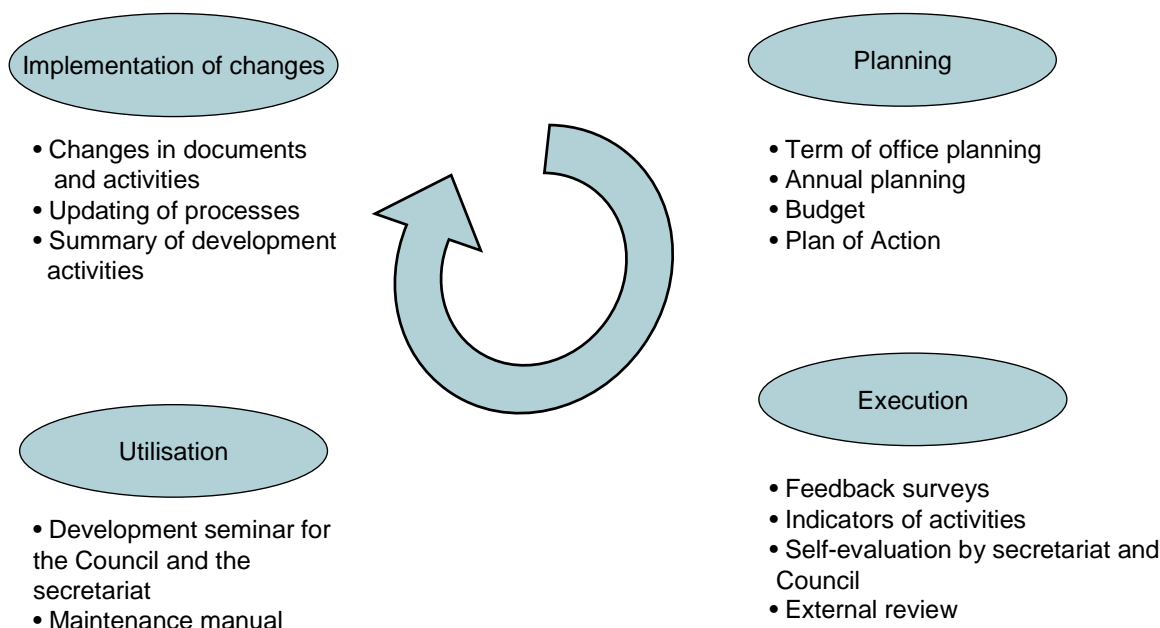 Implementation of changes
• Changes in documents
and activities
• Updating of processes
• Summary of development
activities
Planning
• Term of office planning
• Annual planning
• Budget
• Plan of Action
Execution
• Feedback surveys
• Indicators of activities
• Self-evaluation by secretariat and
Council
• External review
Utilisation
• Development seminar for
the Council and the
secretariat
• Maintenance manual